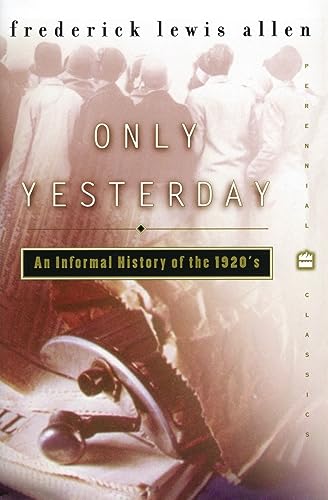 frederick lewis allen
ONLY
YESTERDAY
An Informal History of the 1920's
PERENNIAL
CLASSICS